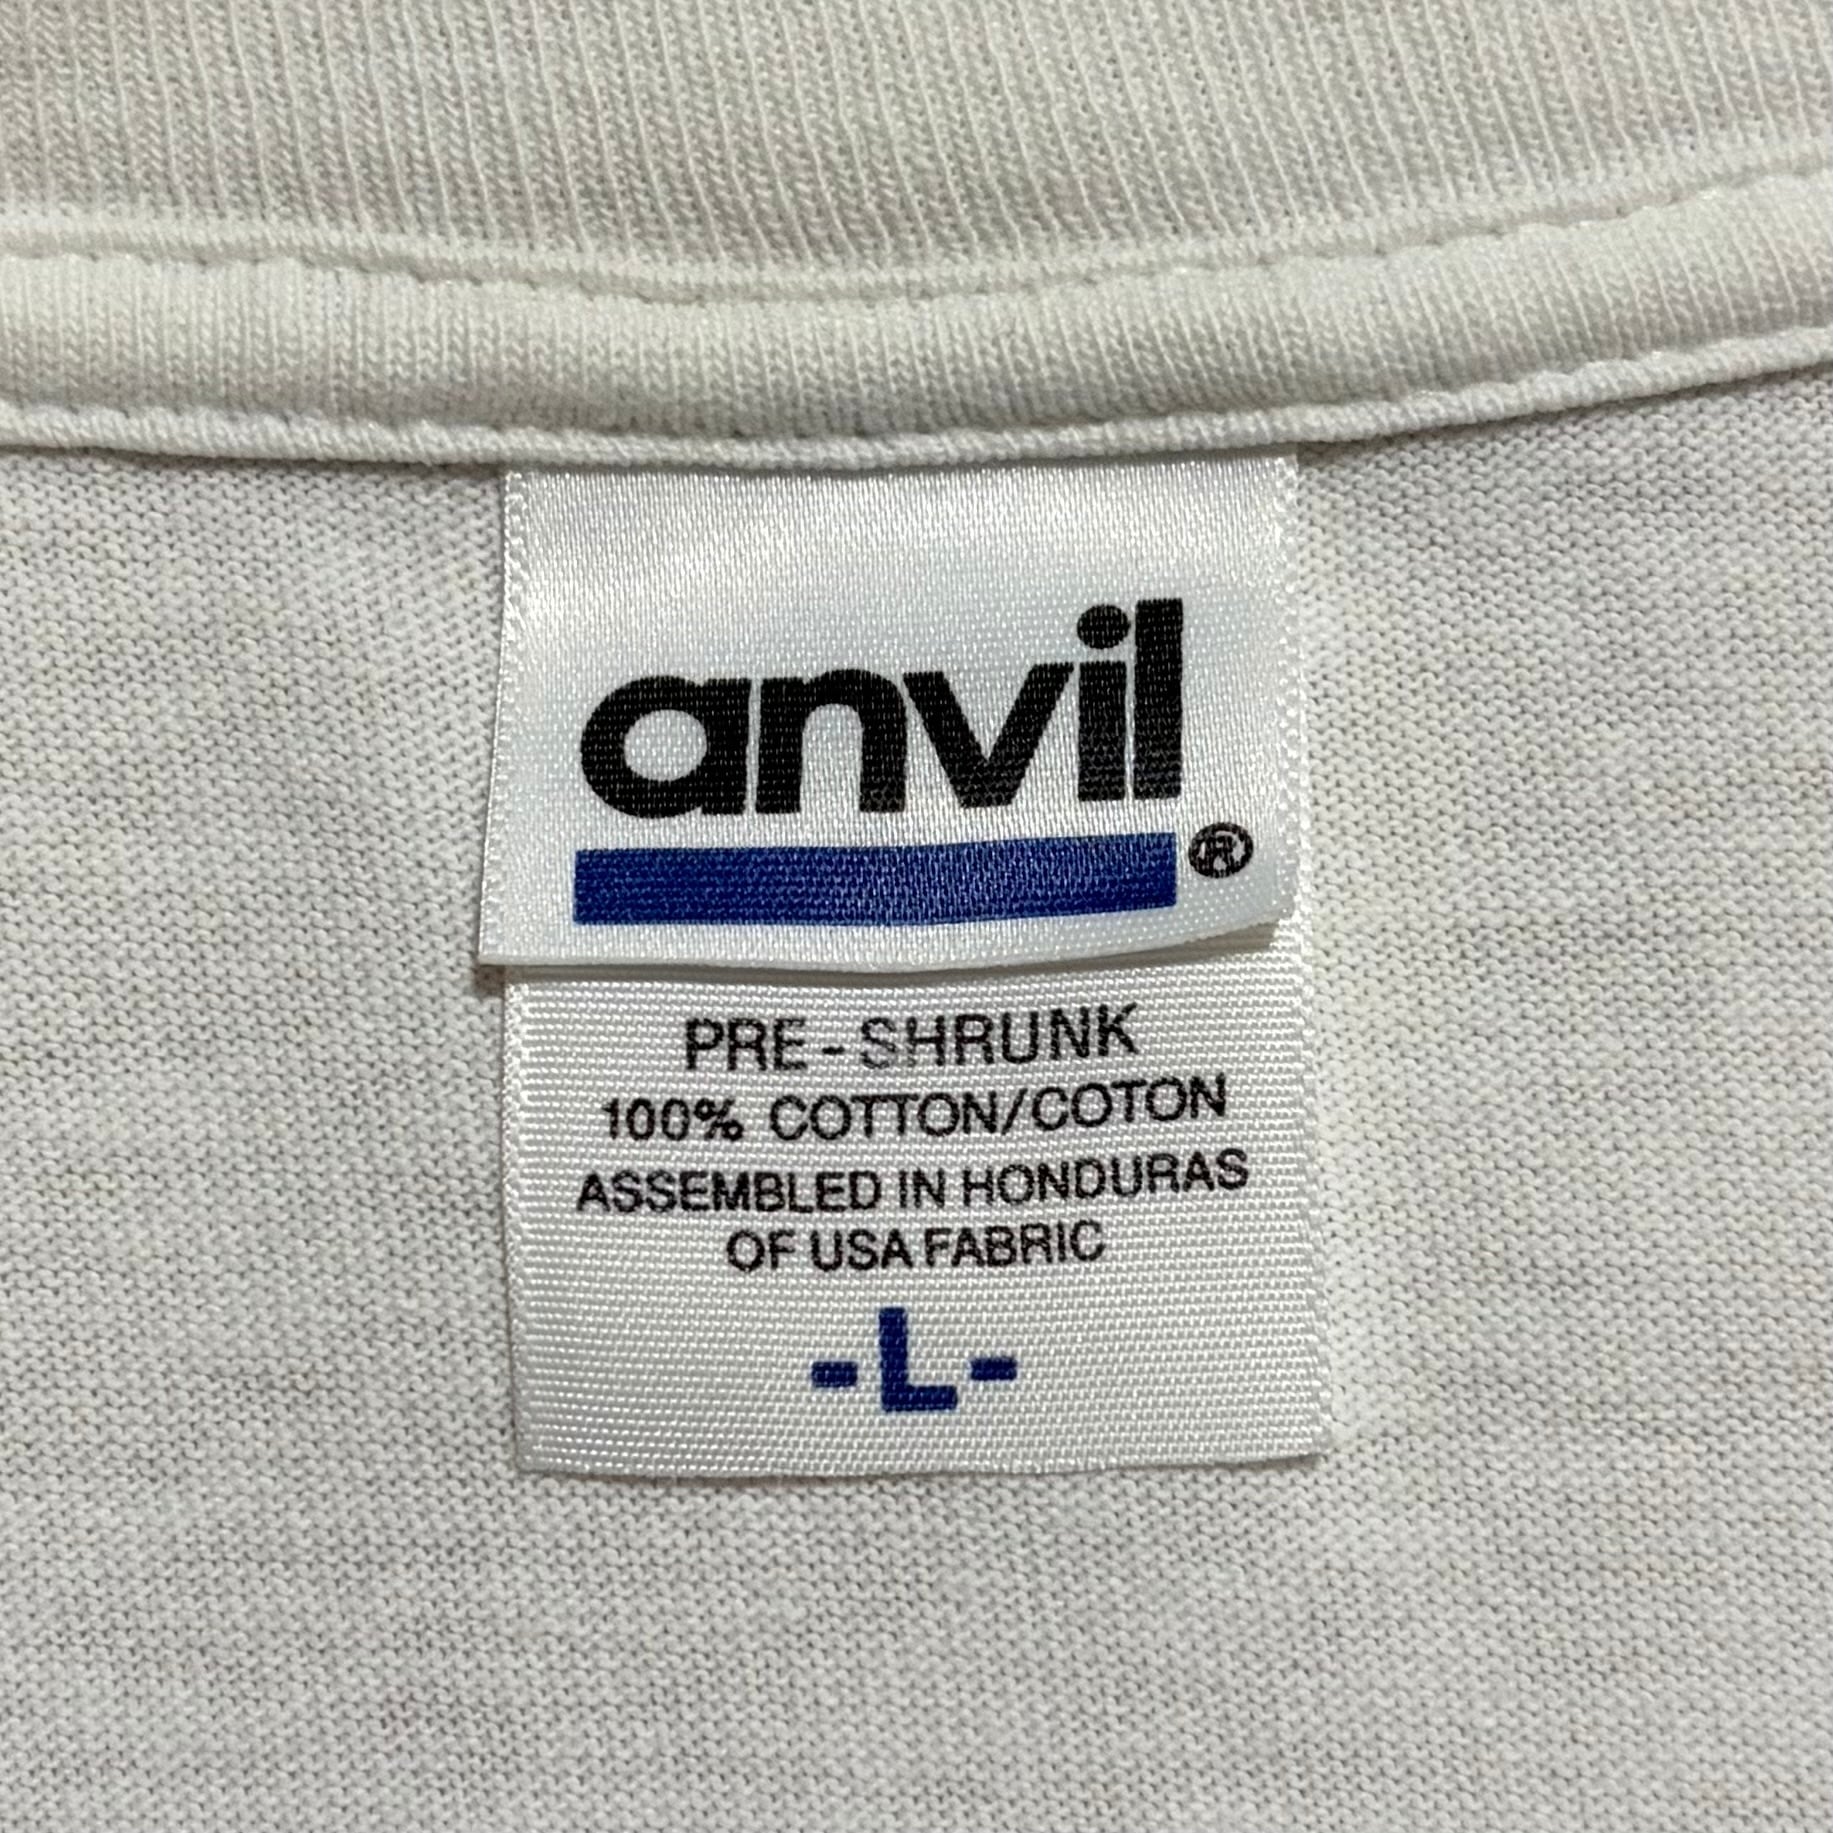 anvil
®
PRE-SHRUNK
100% COTTON/COTON
ASSEMBLED IN HONDURAS
OF USA FABRIC
-L-